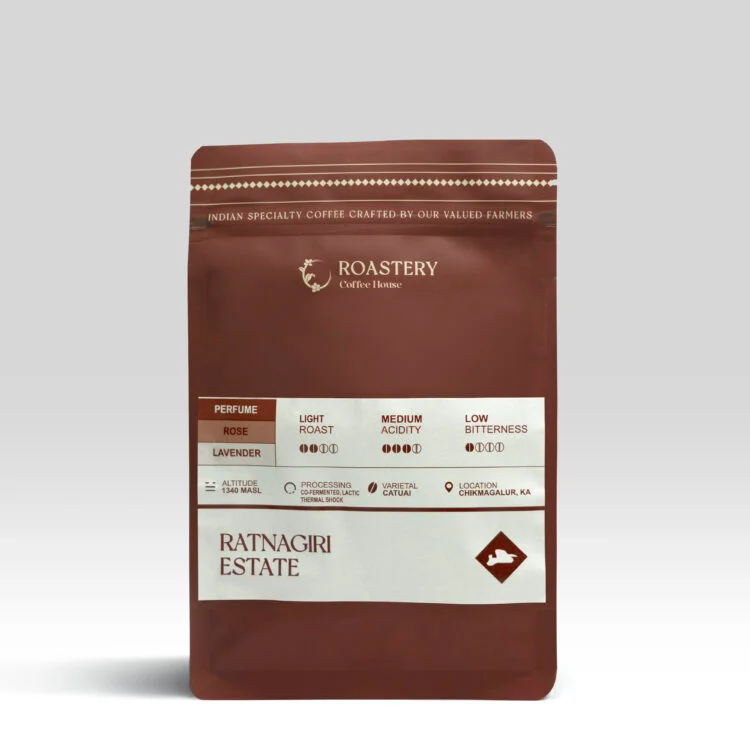 INDIAN SPECIALTY COFFEE CRAFTED BY OUR VALUED FARMERS
ROASTERY
Coffee House
PERFUME
ROSE
LAVENDER
LIGHT
ROAST
MEDIUM
ACIDITY
LOW
BITTERNESS
ALTITUDE
1340 MASL
PROCESSING
CO-FERMENTED, LACTIC
THERMAL SHOCK
VARIETAL
CATUAI
LOCATION
CHIKMAGALUR, KA
RATNAGIRI
ESTATE